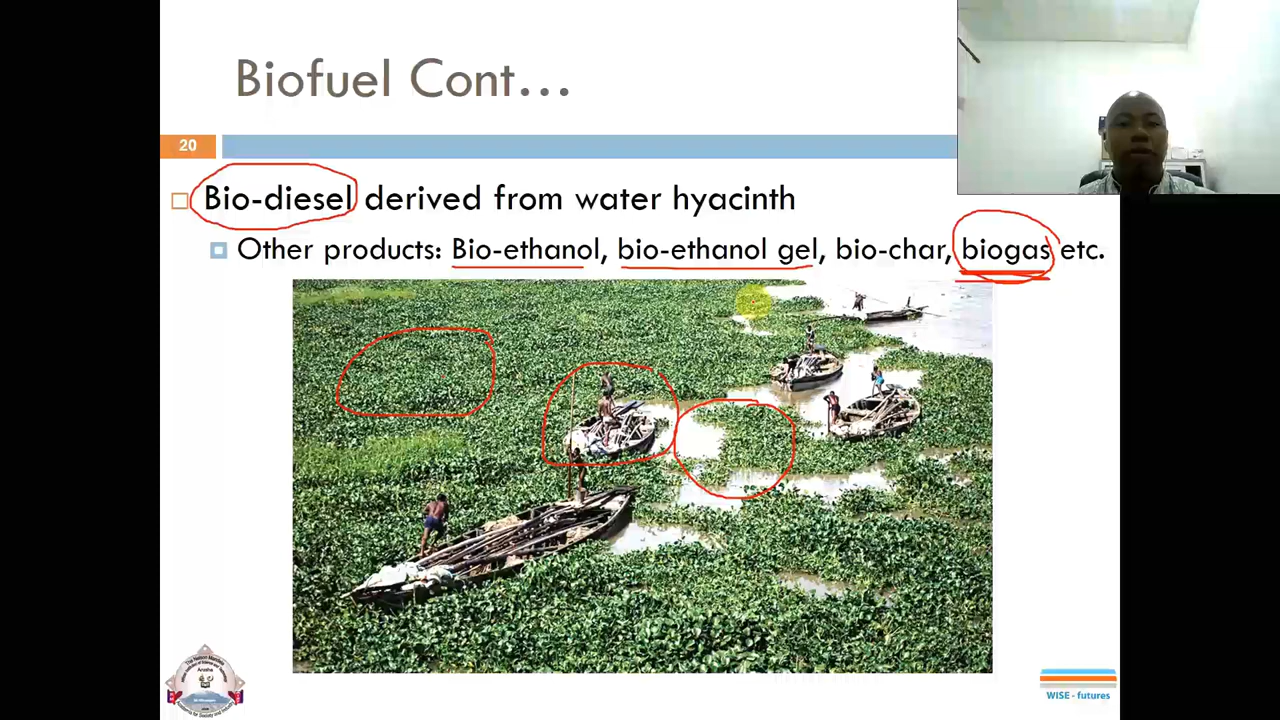 Biofuel Cont...
20
Bio-diesel derived from water hyacinth
Other products: Bio-ethanol, bio-ethanol gel, bio-char, biogas etc.
Arusha
WISE - futures